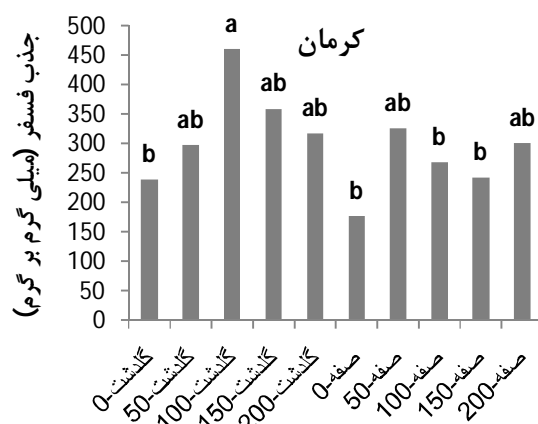 کرمان
جذب فسفر (میلی گرم بر گرم)
500
450
400
350
300
250
200
150
100
50
0
b
ab
a
ab
ab
b
ab
b
b
ab
گلدشت-0
گلدشت-50
گلدشت-100
گلدشت-150
گلدشت-200
صفه-0
صفه-50
صفه-100
صفه-150
صفه-200